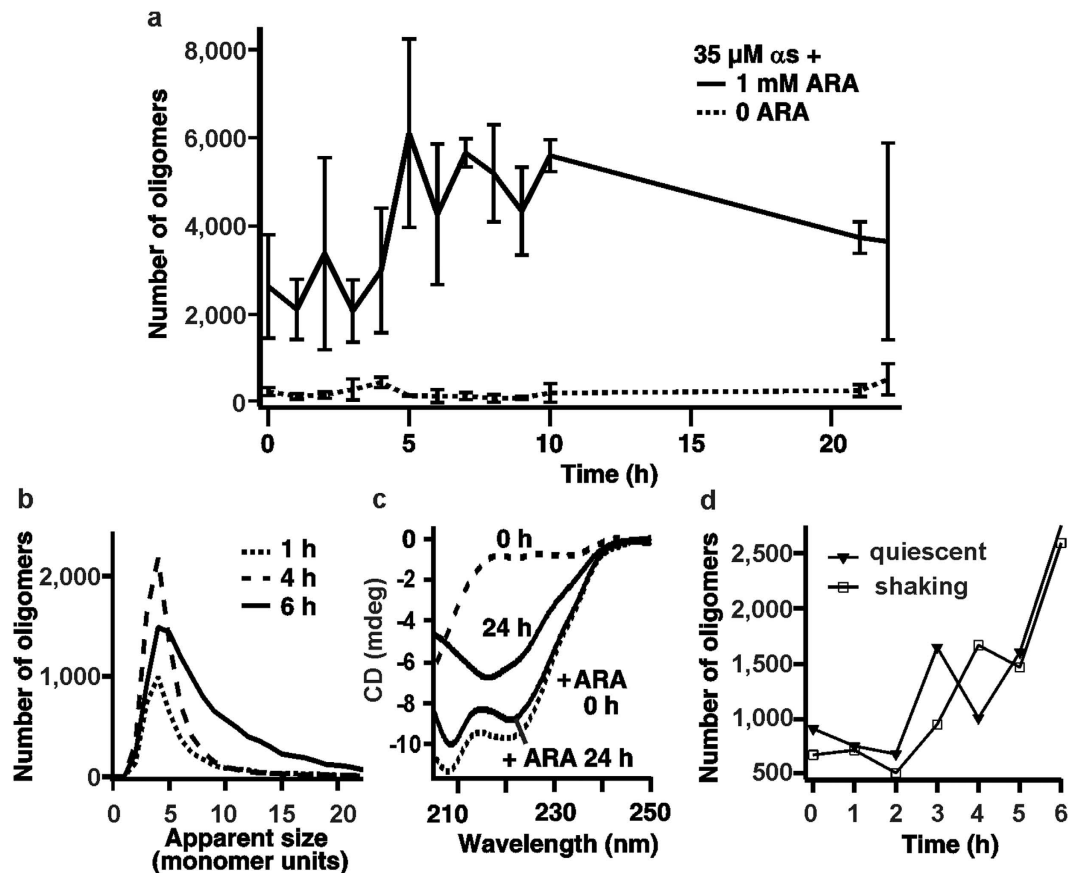 a
Number of oligomers
8,000
6,000
4,000
2,000
0
35 µM αs +
1 mM ARA
0 ARA
0 5 10 15 20
Time (h)
b
Number of oligomers
2,000
1,000
0
1 h
4 h
6 h
0 5 10 15 20
Apparent size
(monomer units)
c
CD (mdeg)
0
-2
-4
-6
-8
-10
0 h
24 h
+ARA
0 h
+ ARA 24 h
210 230 250
Wavelength (nm)
d
Number of oligomers
2,500
2,000
1,500
1,000
500
quiescent
shaking
0 1 2 3 4 5 6
Time (h)